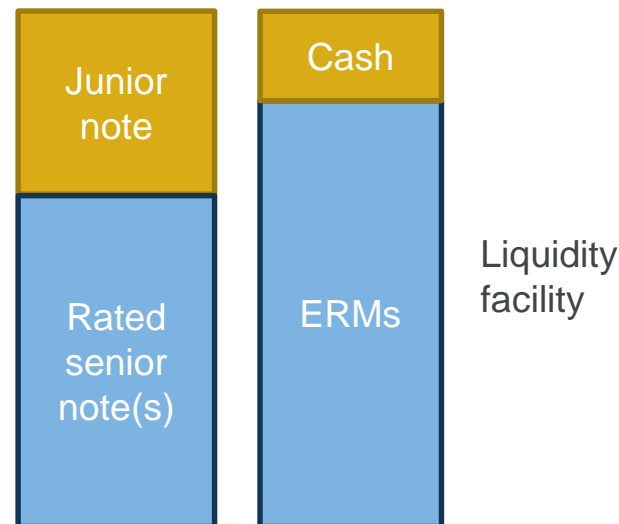 Junior
note
Rated
senior
note(s)
Cash
ERMs
Liquidity
facility